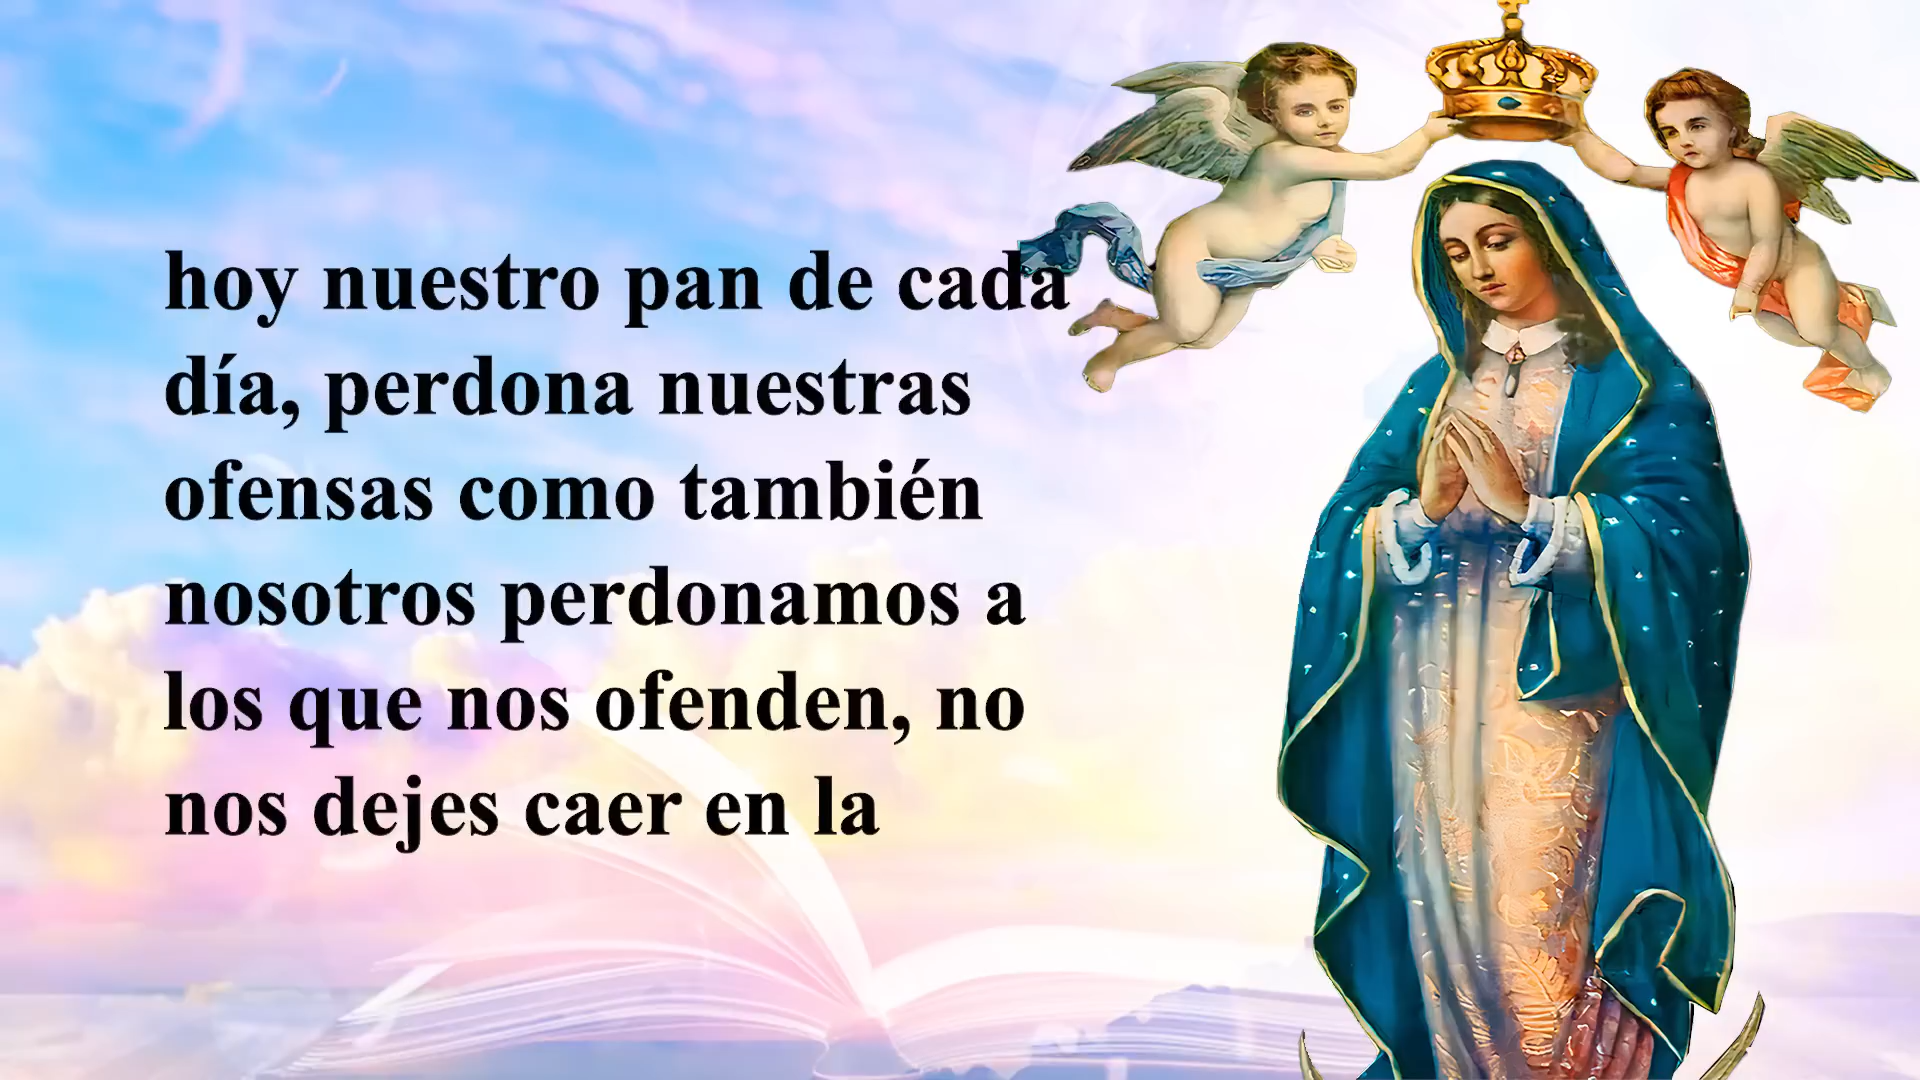 hoy nuestro pan de cada
día, perdona nuestras
ofensas como también
nosotros perdonamos a
los que nos ofenden, no
nos dejes caer en la